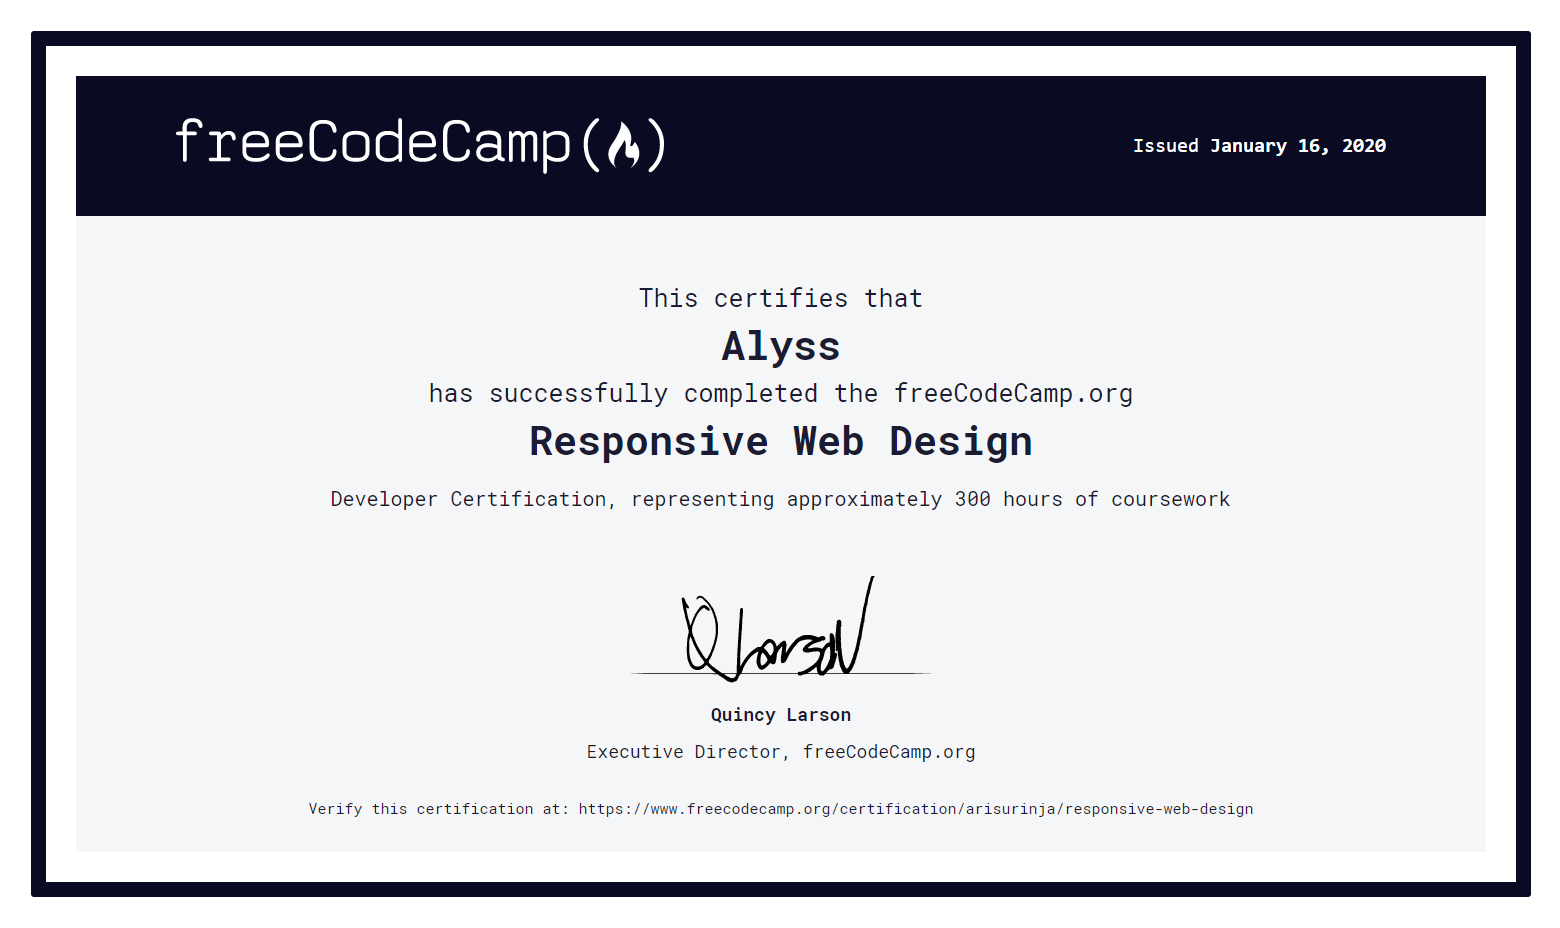 freeCodeCamp(🔥)
Issued January 16, 2020
This certifies that
Alyss
has successfully completed the freeCodeCamp.org
Responsive Web Design
Developer Certification, representing approximately 300 hours of coursework
QLarson
Quincy Larson
Executive Director, freeCodeCamp.org
Verify this certification at: https://www.freecodecamp.org/certification/arisurinja/responsive-web-design